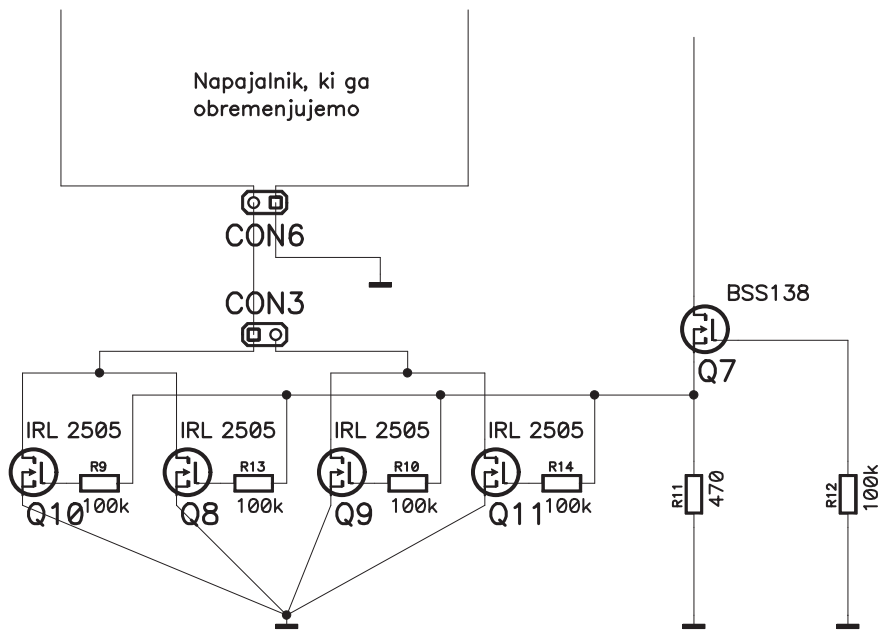 Napajalnik, ki ga
obremenjujemo
CON6
CON3
BSS138
Q7
IRL 2505
IRL 2505
IRL 2505
IRL 2505
R9
R13
R10
R14
100k
100k
100k
100k
Q10
Q8
Q9
Q11
R11
470
R12
100k